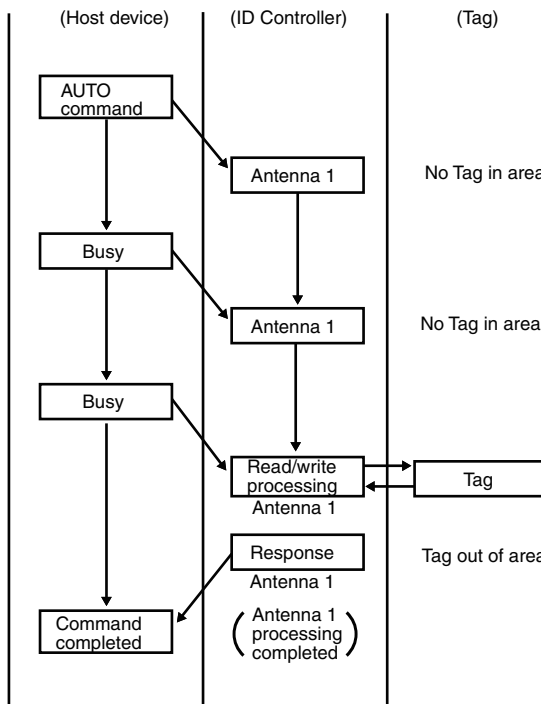 (Host device)
(ID Controller)
(Tag)
AUTO
command
Antenna 1
No Tag in area
Busy
Antenna 1
No Tag in area
Busy
Read/write
processing
Tag
Antenna 1
Response
Tag out of area
Antenna 1
Command
completed
(Antenna 1
processing
completed)